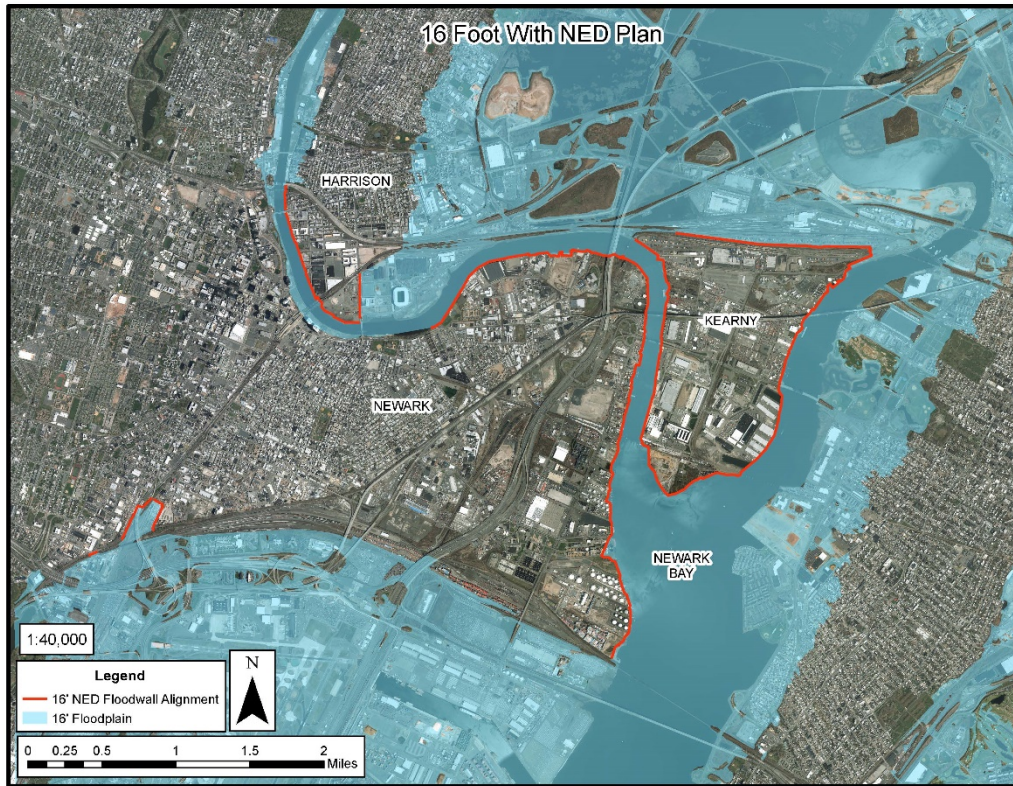 16 Foot With NED Plan
HARRISON
KEARNY
NEWARK
NEWARK
BAY
1:40,000
Legend
16' NED Floodwall Alignment
16' Floodplain
N
0 0.25 0.5 1 1.5 2
Miles